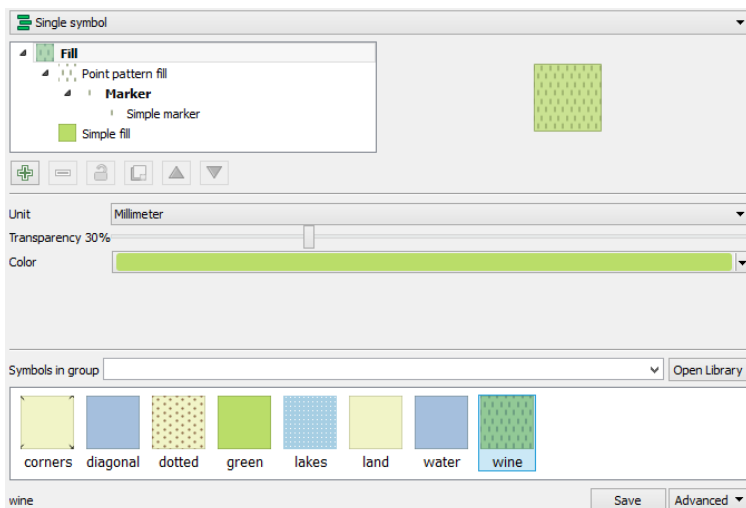 Single symbol
Fill
Point pattern fill
Marker
Simple marker
Simple fill
Unit Millimeter
Transparency 30%
Color
Symbols in group Open Library
corners diagonal dotted green lakes land water wine
wine Save Advanced